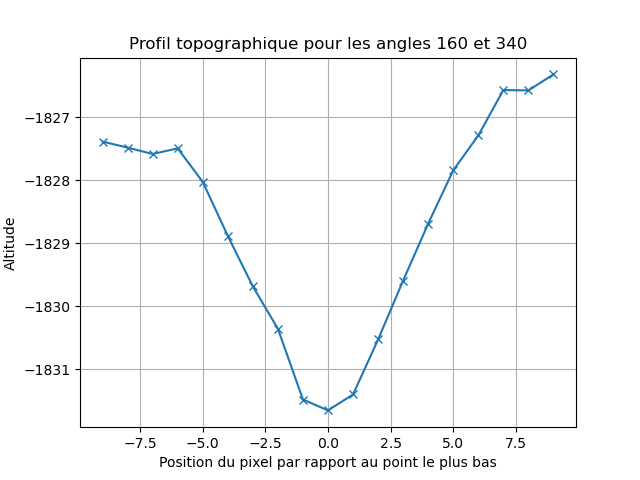 Profil topographique pour les angles 160 et 340
Altitude
−1827
−1828
−1829
−1830
−1831
−7.5 −5.0 −2.5 0.0 2.5 5.0 7.5
Position du pixel par rapport au point le plus bas